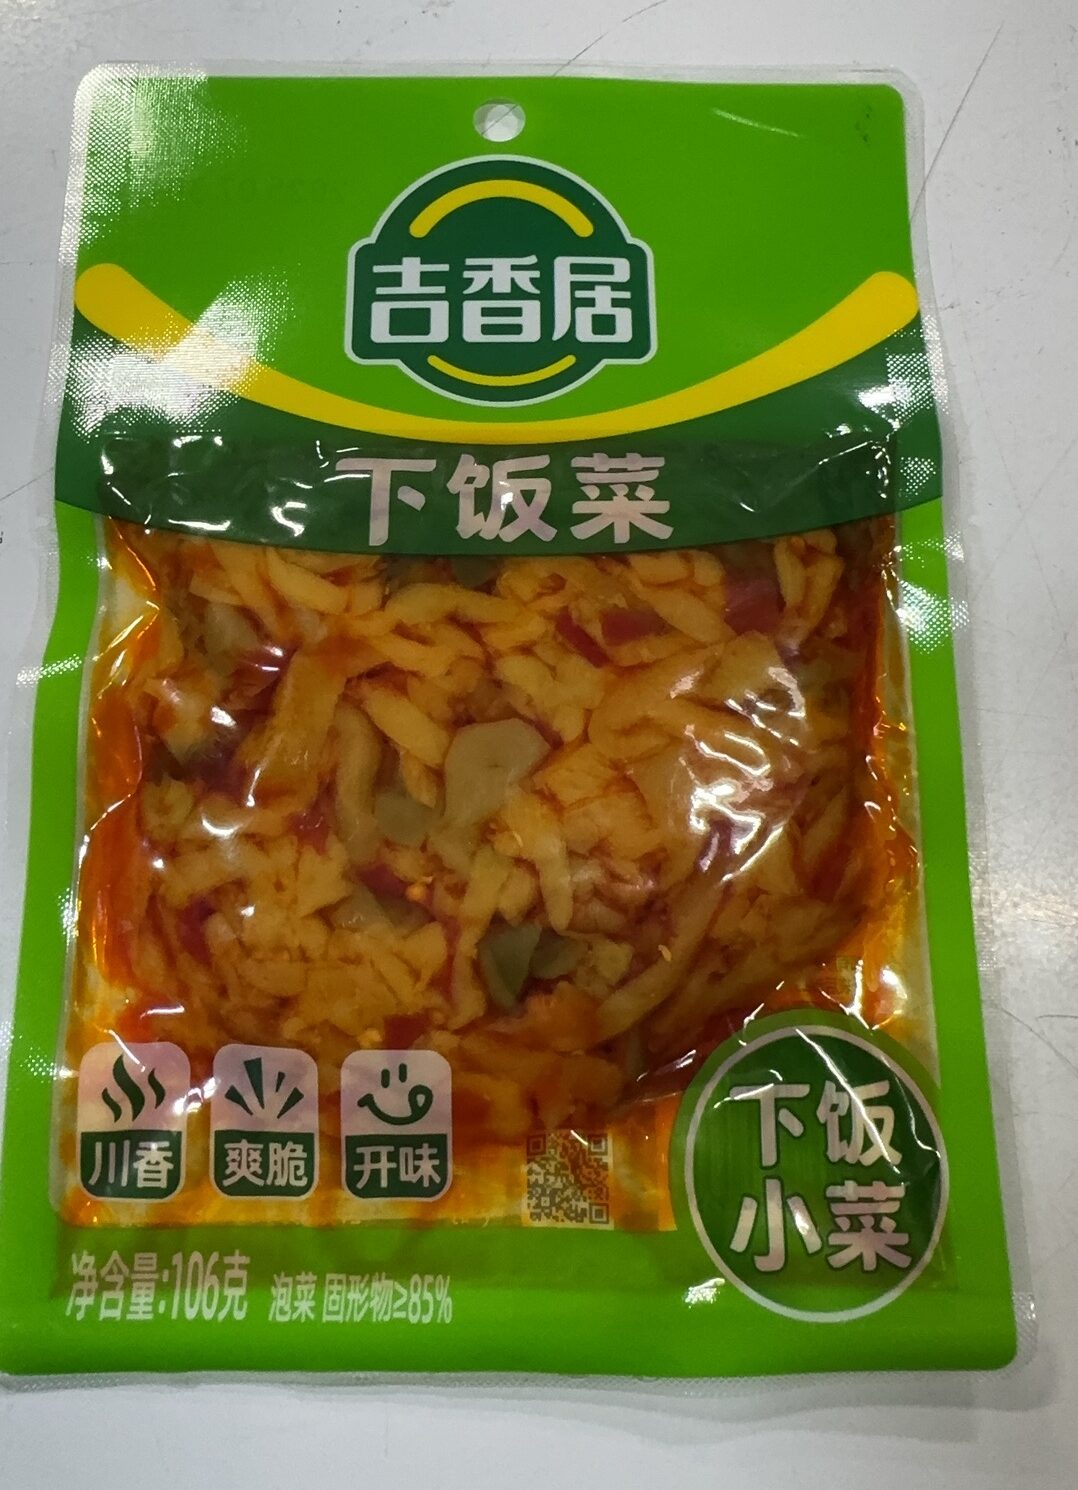 吉香居
下饭菜
川香
爽脆
开味
下饭
小菜
净含量:106克 泡菜 固形物≥85%